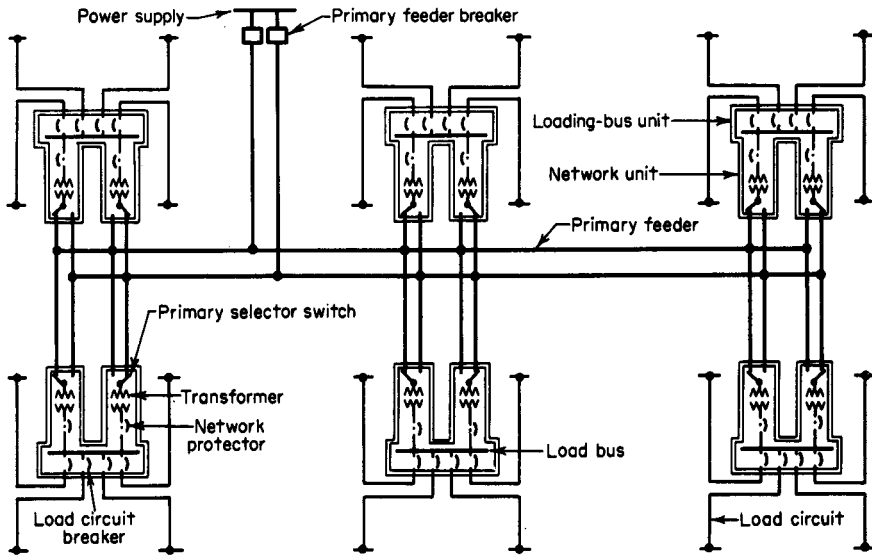 Power supply
Primary feeder breaker
Loading-bus unit
Network unit
Primary feeder
Primary selector switch
Transformer
Network
protector
Load bus
Load circuit
breaker
Load circuit